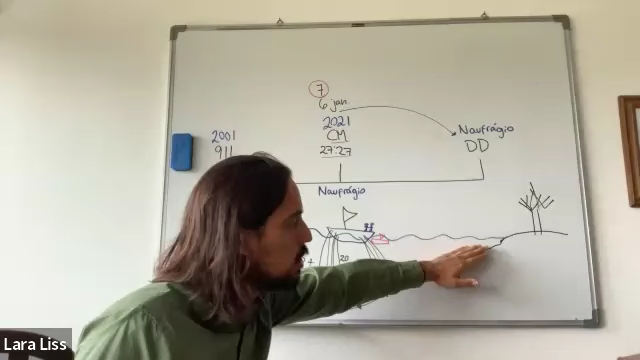 7
6 jan.
2021
CM
27:27
2001
911
Naufrágio
DD
Naufrágio
20
Lara Liss